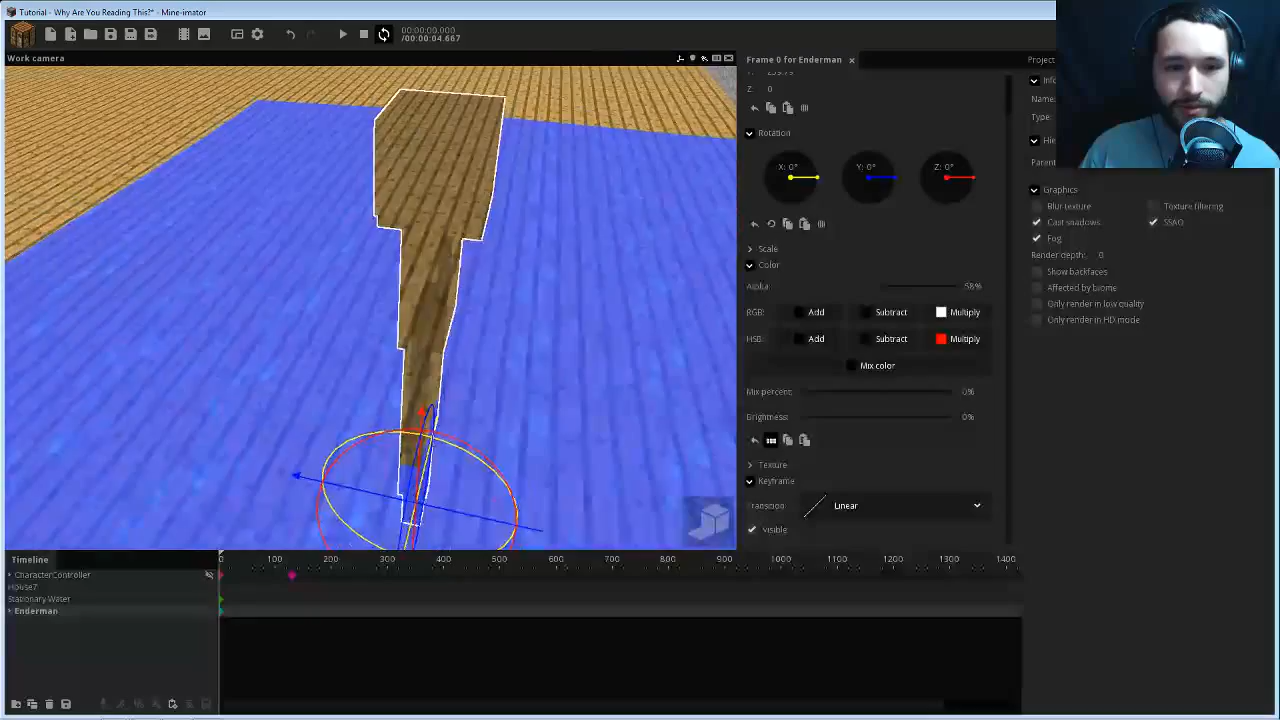 Tutorial - Why Are You Reading This?* - Mine-imator
00:00:00.000
/00:00:04.667
Work camera
Frame 0 for Enderman
Project
Z: 0
Name:
Type:
Rotation
X: 0°
Y: 0°
Z: 0°
Graphics
Blur texture
Texture filtering
Cast shadows
SSAO
Fog
Render depth: 0
Show backfaces
Affected by biome
Only render in low quality
Only render in HD mode
Scale
Color
Alpha:
58%
RGB:
Add
Subtract
Multiply
HSB:
Add
Subtract
Multiply
Mix color
Mix percent:
0%
Brightness:
0%
Texture
Keyframe
Transition:
Linear
Visible
Timeline
0 100 200 300 400 500 600 700 800 900 1000 1100 1200 1300 1400
CharacterController
House7
Stationary Water
Enderman